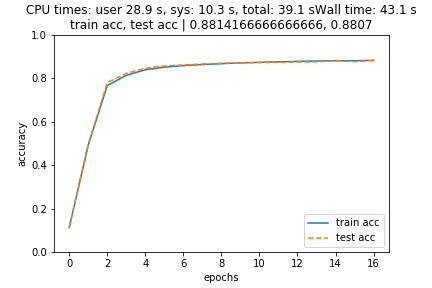 CPU times: user 28.9 s, sys: 10.3 s, total: 39.1 sWall time: 43.1 s
train acc, test acc | 0.8814166666666666, 0.8807
1.0
0.8
0.6
0.4
0.2
0.0
accuracy
0 2 4 6 8 10 12 14 16
epochs
train acc
test acc